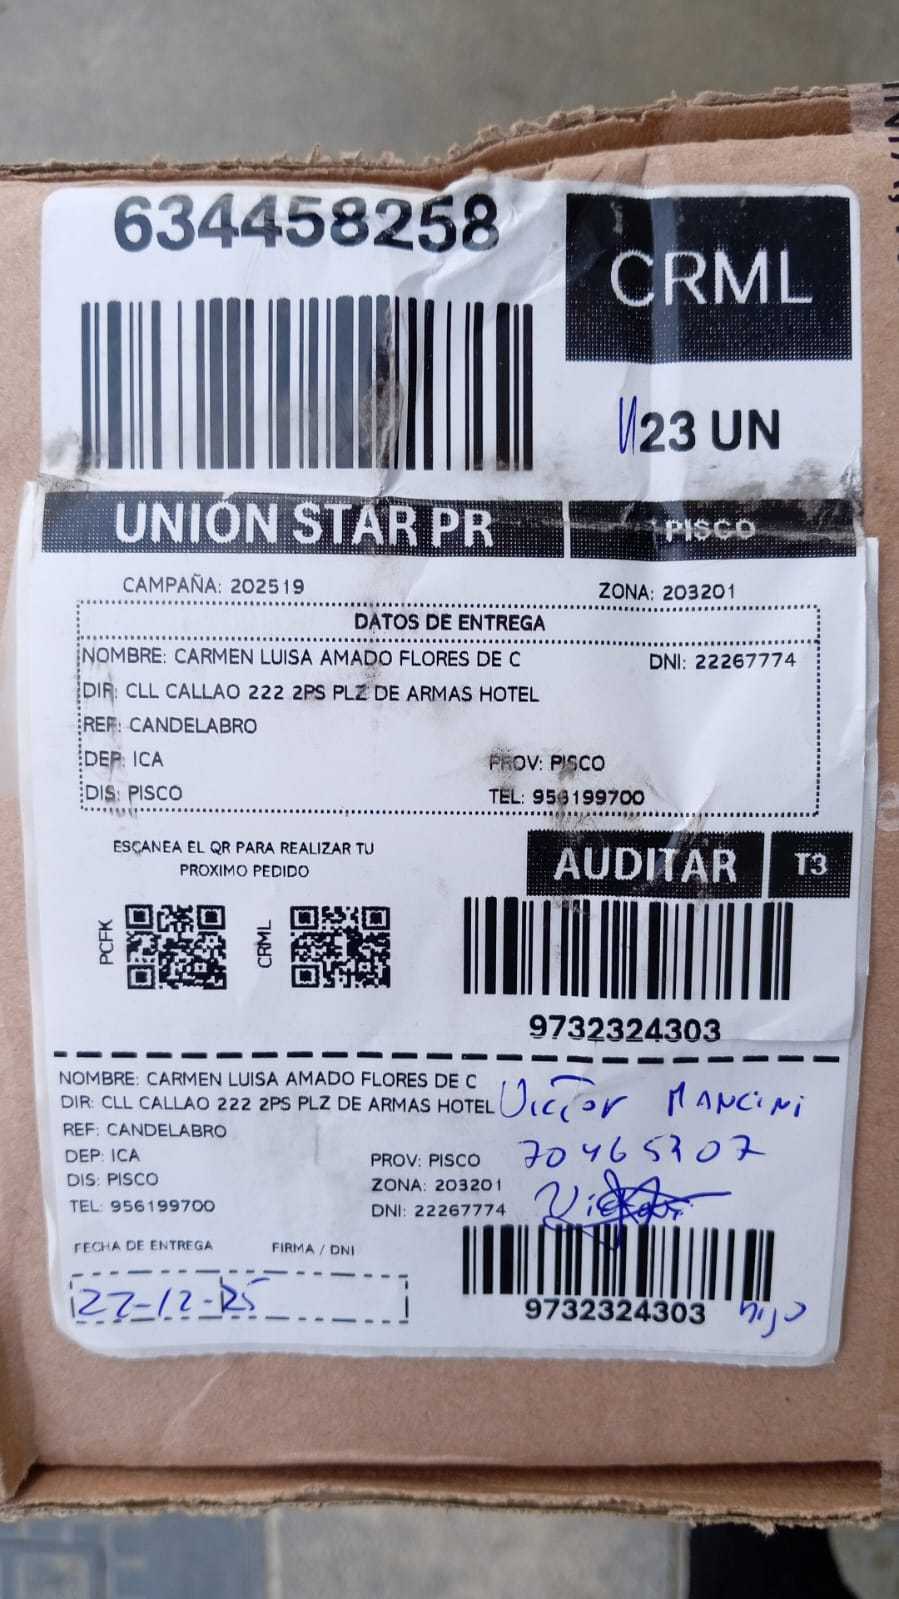 634458258
CRML
23 UN
UNIÓN STAR PR
PISCO
CAMPAÑA: 202519
ZONA: 203201
DATOS DE ENTREGA
NOMBRE: CARMEN LUISA AMADO FLORES DE C
DNI: 22267774
DIR: CLL CALLAO 222 2PS PLZ DE ARMAS HOTEL
REF: CANDELABRO
DEP: ICA
PROV: PISCO
DIS: PISCO
TEL: 956199700
ESCANEA EL QR PARA REALIZAR TU
PROXIMO PEDIDO
AUDITAR
T3
PCFK
CRML
9732324303
NOMBRE: CARMEN LUISA AMADO FLORES DE C
DIR: CLL CALLAO 222 2PS PLZ DE ARMAS HOTEL
Victor Mancini
REF: CANDELABRO
DEP: ICA
PROV: PISCO
DIS: PISCO
ZONA: 203201
TEL: 956199700
DNI: 22267774
FECHA DE ENTREGA
FIRMA / DNI
22-12-25
9732324303
hijo